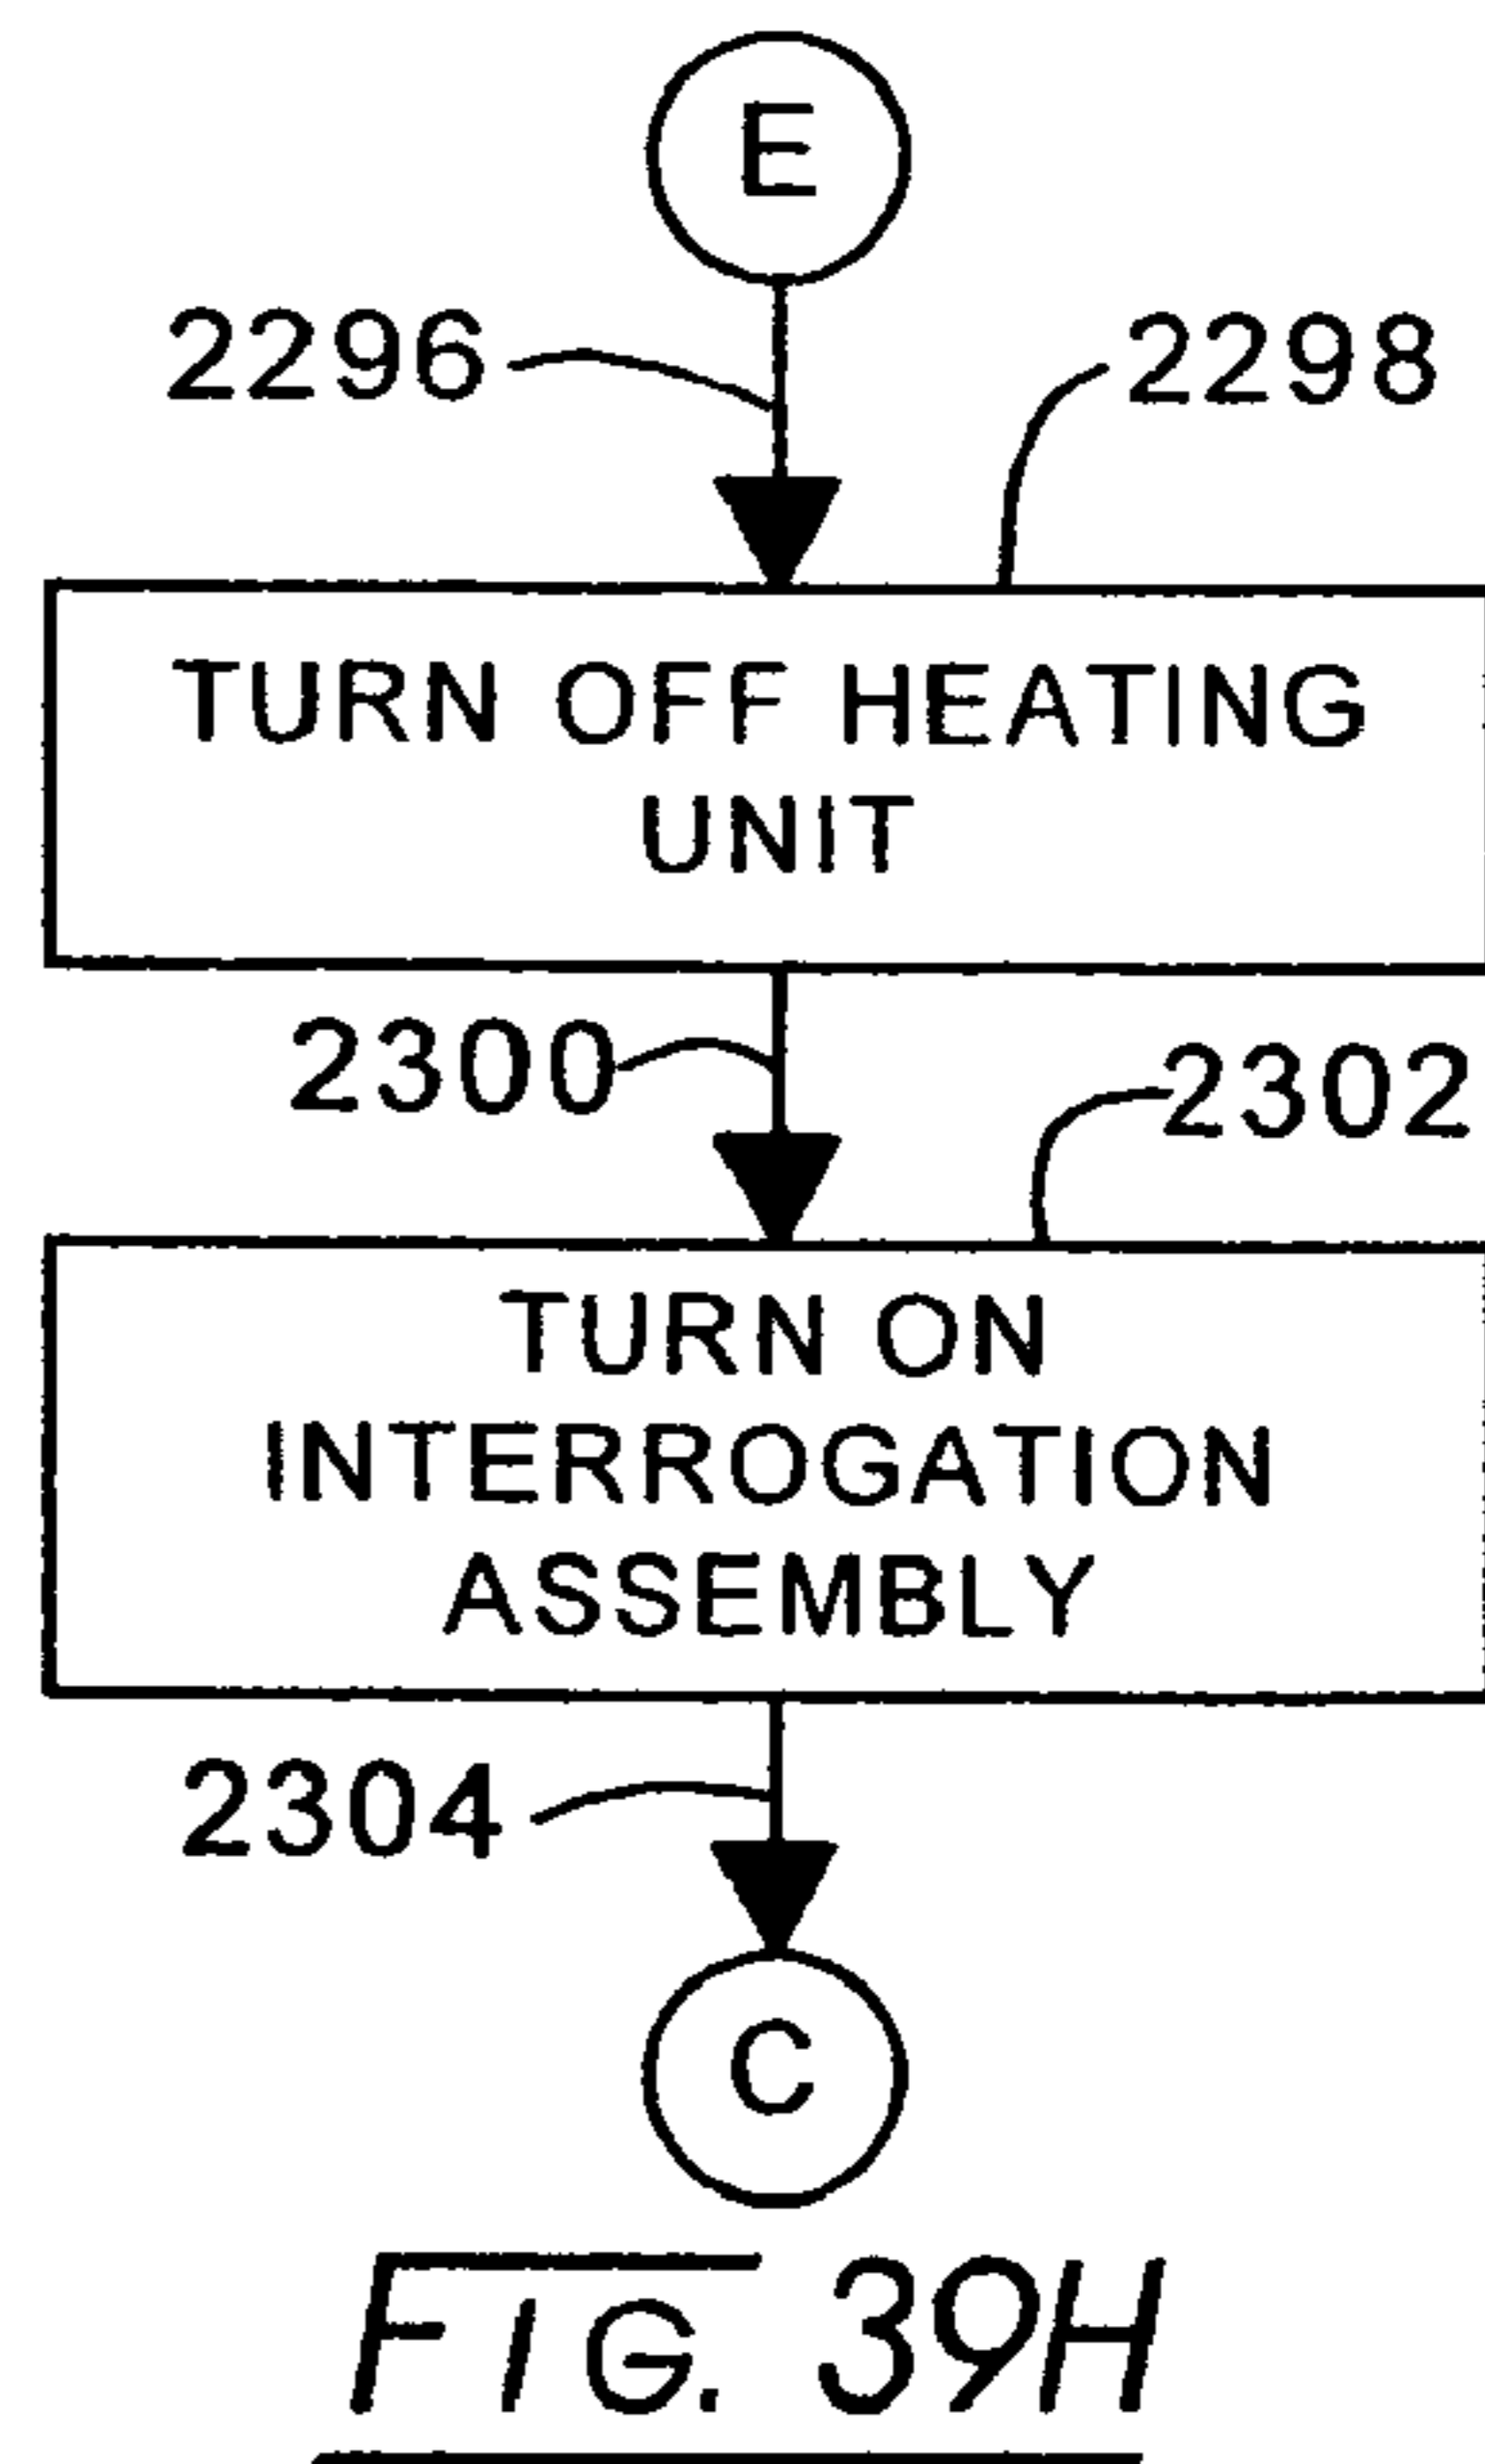 E
2296
2298
TURN OFF HEATING
UNIT
2300
2302
TURN ON
INTERROGATION
ASSEMBLY
2304
C
FIG. 39H